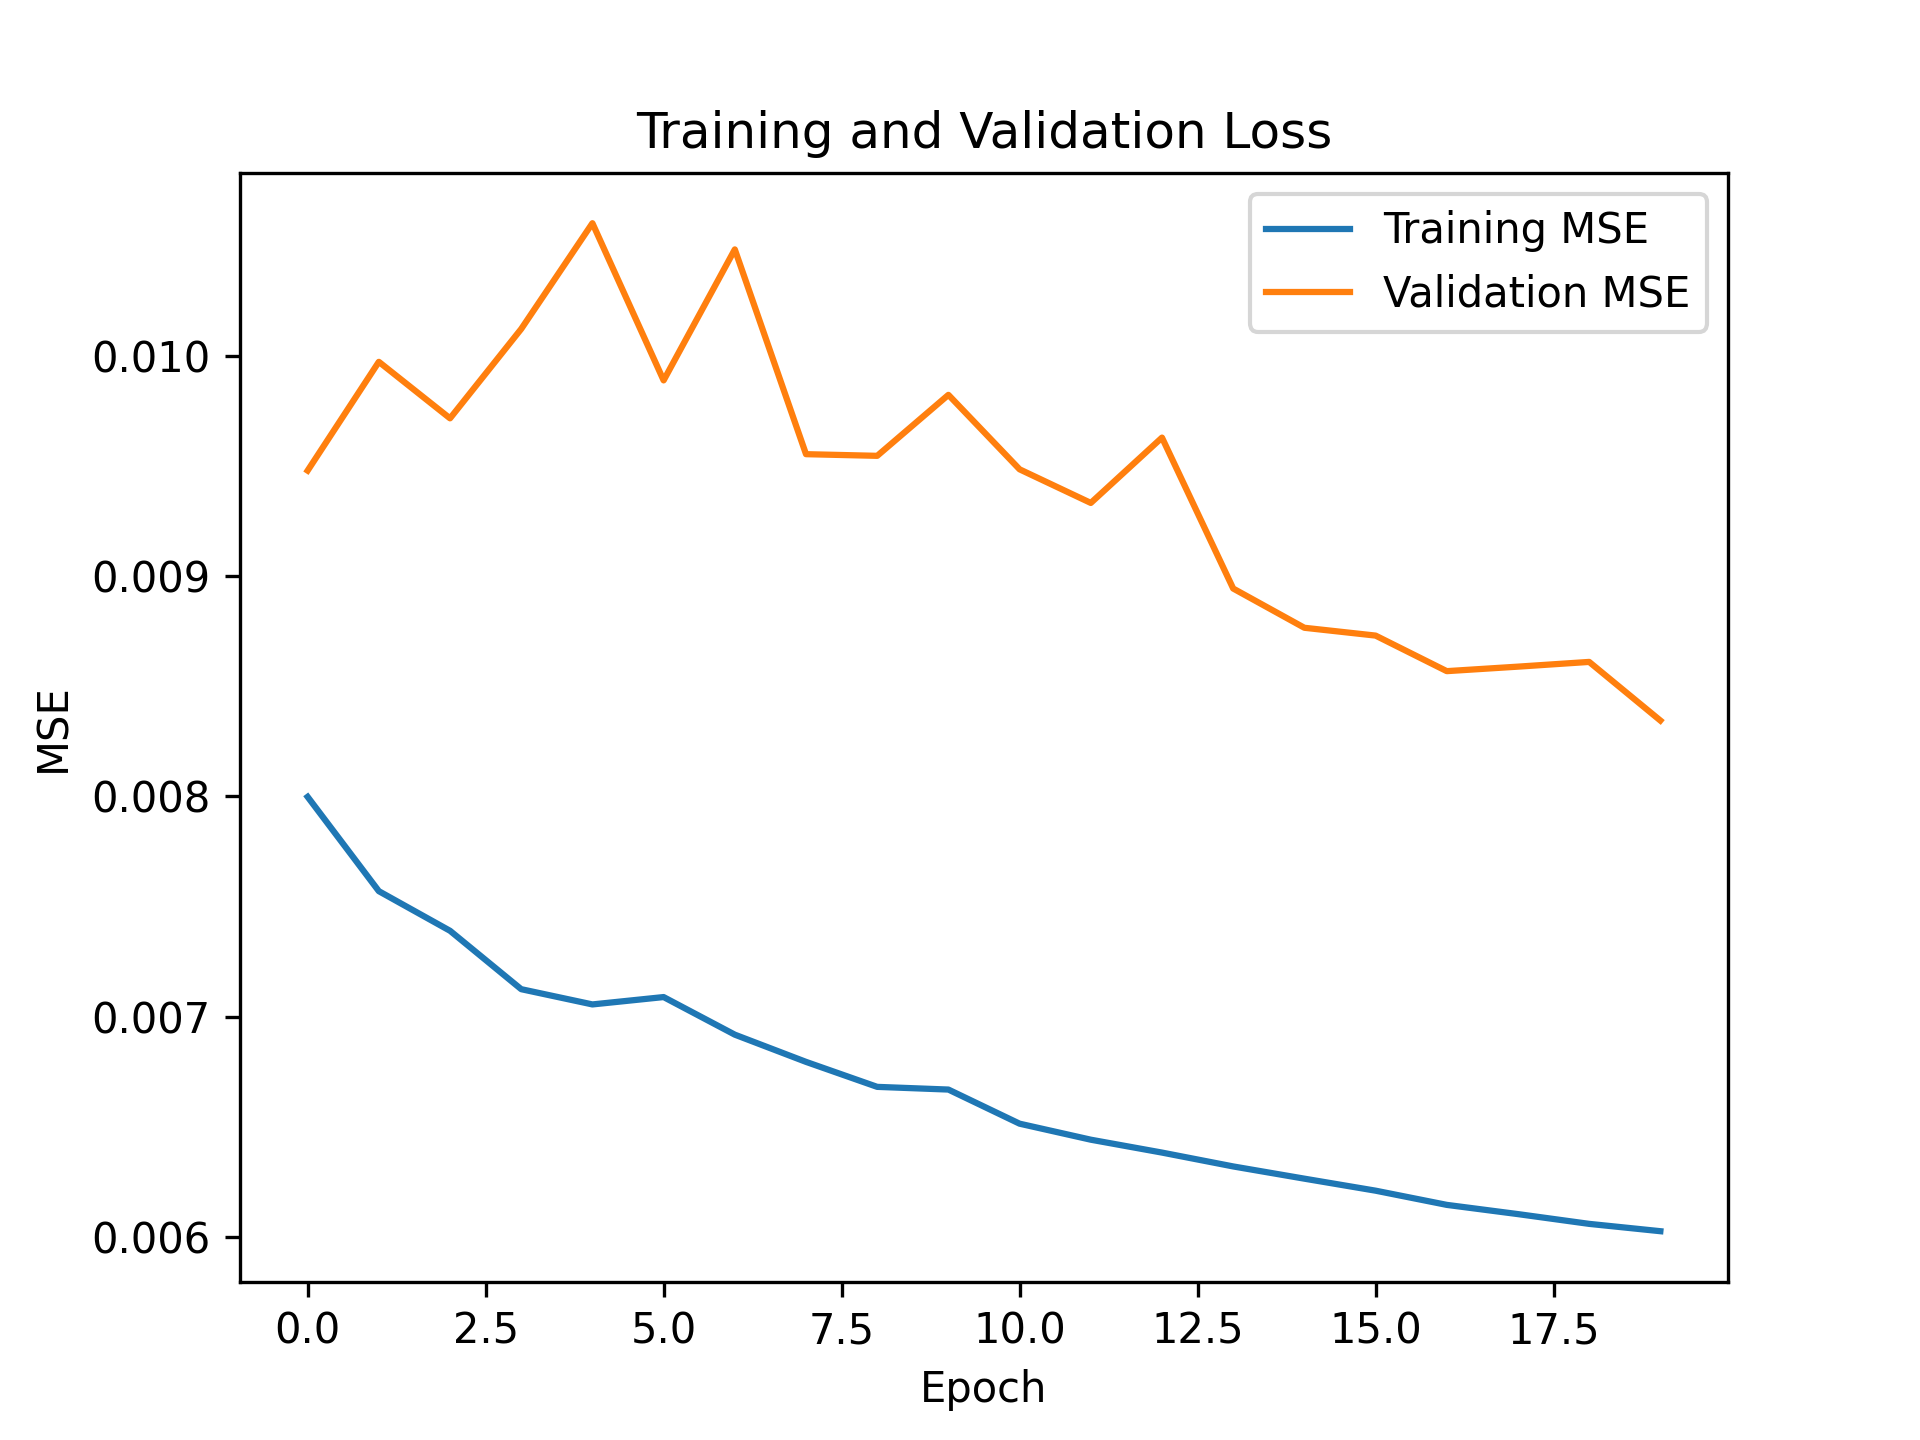 Training and Validation Loss
Training MSE
Validation MSE
MSE
0.010
0.009
0.008
0.007
0.006
0.0 2.5 5.0 7.5 10.0 12.5 15.0 17.5
Epoch